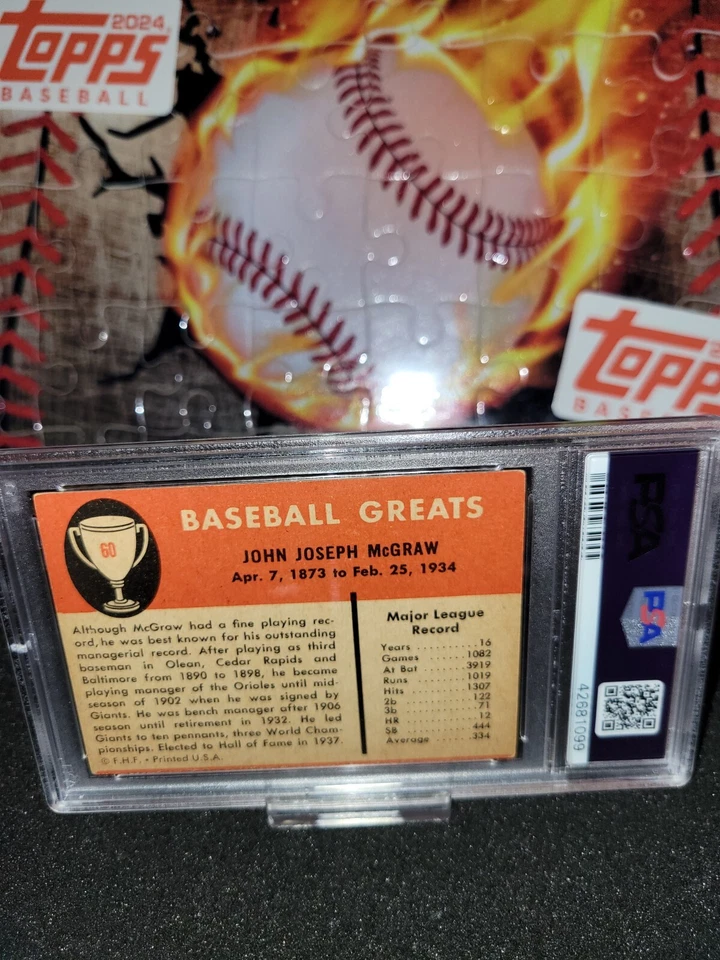 2024
TOPPS
BASEBALL
TOPP
BAS
BASEBALL GREATS
60
JOHN JOSEPH McGRAW
Apr. 7, 1873 to Feb. 25, 1934
Although McGraw had a fine playing rec-
ord, he was best known for his outstanding
managerial record. After playing as third
baseman in Olean, Cedar Rapids and
Baltimore from 1890 to 1898, he became
playing manager of the Orioles until mid-
season of 1902 when he was signed by
Giants. He was bench manager after 1906
season until retirement in 1932. He led
Giants to ten pennants, three World Cham-
pionships. Elected to Hall of Fame in 1937.
© F.H.F. • Printed U.S.A.
Major League
Record
Years 16
Games 1082
At Bat 3919
Runs 1019
Hits 1307
2b 122
3b 71
HR 12
SB 444
Average .334
PSA
PSA
42681099